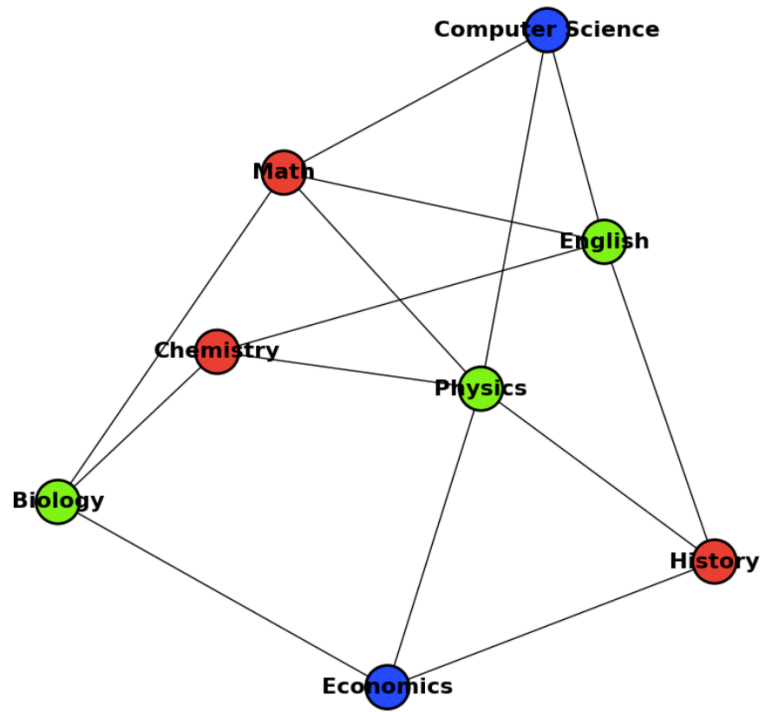 Computer Science
Math
English
Chemistry
Physics
Biology
History
Economics